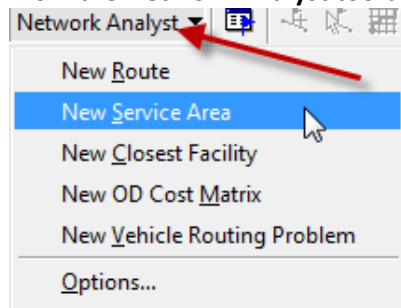 Network Analyst
New Route
New Service Area
New Closest Facility
New OD Cost Matrix
New Vehicle Routing Problem
Options...